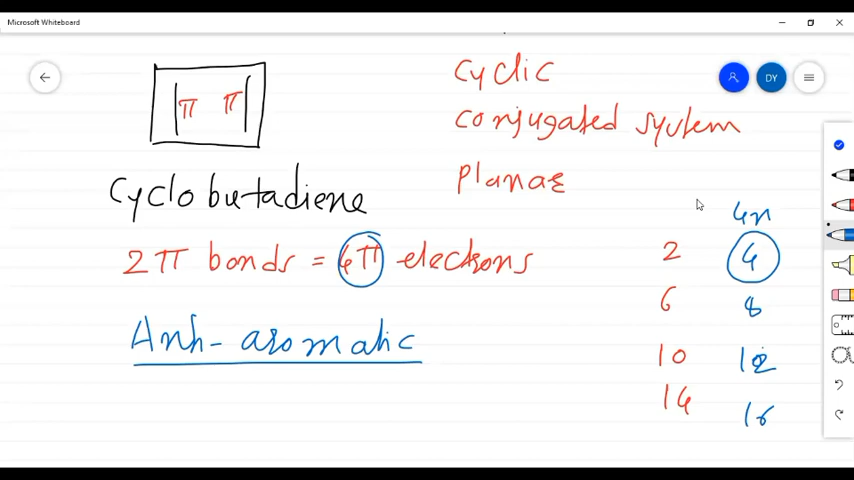 Microsoft Whiteboard
DY
π π
Cyclic
conjugated system
planar
Cyclobutadiene
4n
2π bonds = 4π electrons
2 4
6 8
Anti-aromatic
10 12
14 16